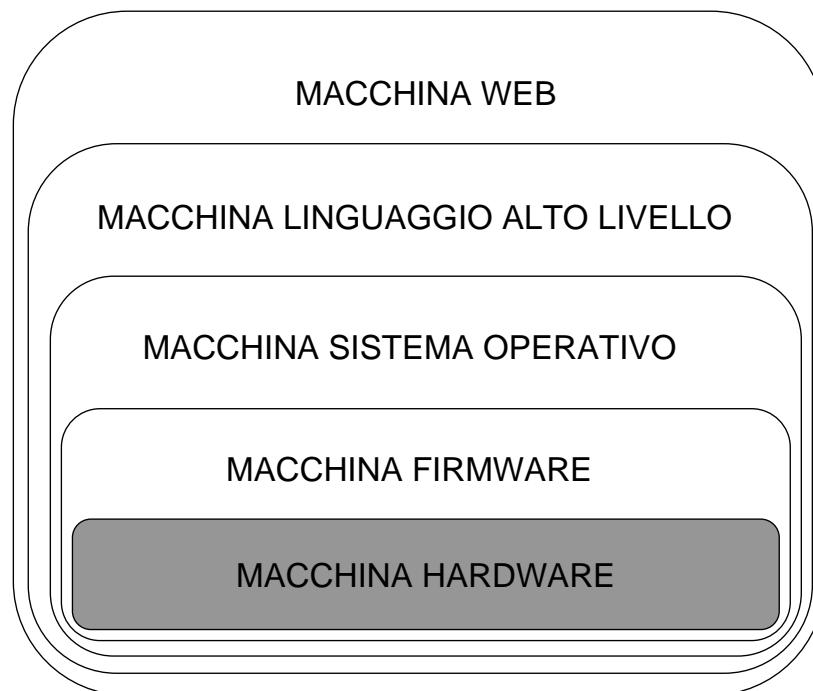 MACCHINA WEB
MACCHINA LINGUAGGIO ALTO LIVELLO
MACCHINA SISTEMA OPERATIVO
MACCHINA FIRMWARE
MACCHINA HARDWARE